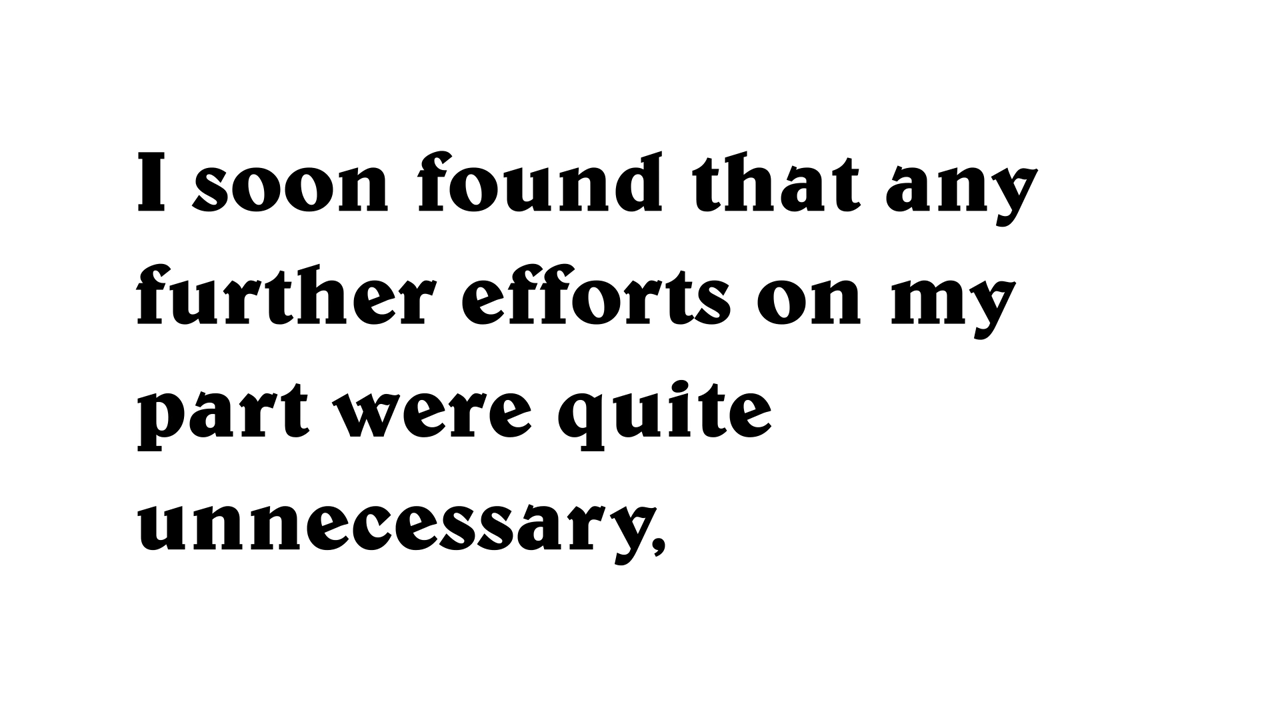 I soon found that any
further efforts on my
part were quite
unnecessary,